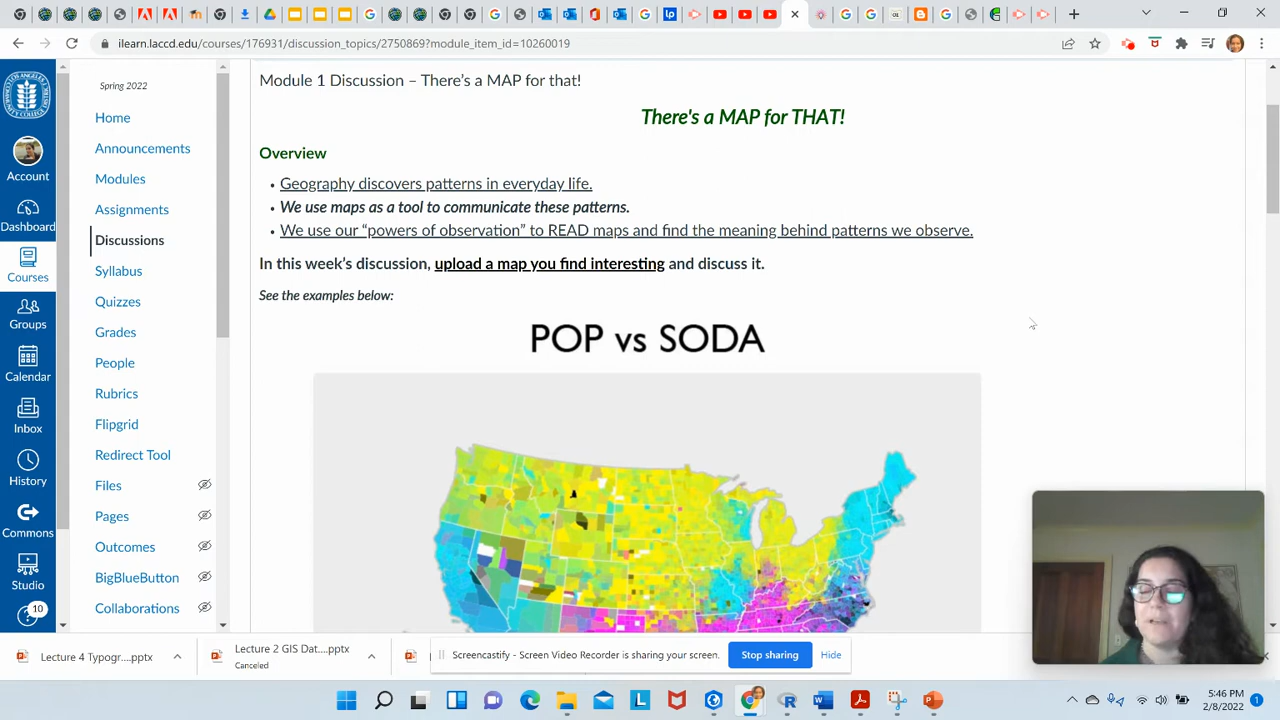 ilearn.laccd.edu/courses/176931/discussion_topics/2750869?module_item_id=10260019
Spring 2022
Home
Announcements
Modules
Assignments
Discussions
Syllabus
Quizzes
Grades
People
Rubrics
Flipgrid
Redirect Tool
Files
Pages
Outcomes
BigBlueButton
Collaborations
Account
Dashboard
Courses
Groups
Calendar
Inbox
History
Commons
Studio
10
Module 1 Discussion – There's a MAP for that!
There's a MAP for THAT!
Overview
• Geography discovers patterns in everyday life.
• We use maps as a tool to communicate these patterns.
• We use our “powers of observation” to READ maps and find the meaning behind patterns we observe.
In this week's discussion, upload a map you find interesting and discuss it.
See the examples below:
POP vs SODA
Lecture 4 Typogr....pptx
Lecture 2 GIS Dat....pptx
Canceled
Screencastify - Screen Video Recorder is sharing your screen.
Stop sharing
Hide
5:46 PM
2/8/2022
1